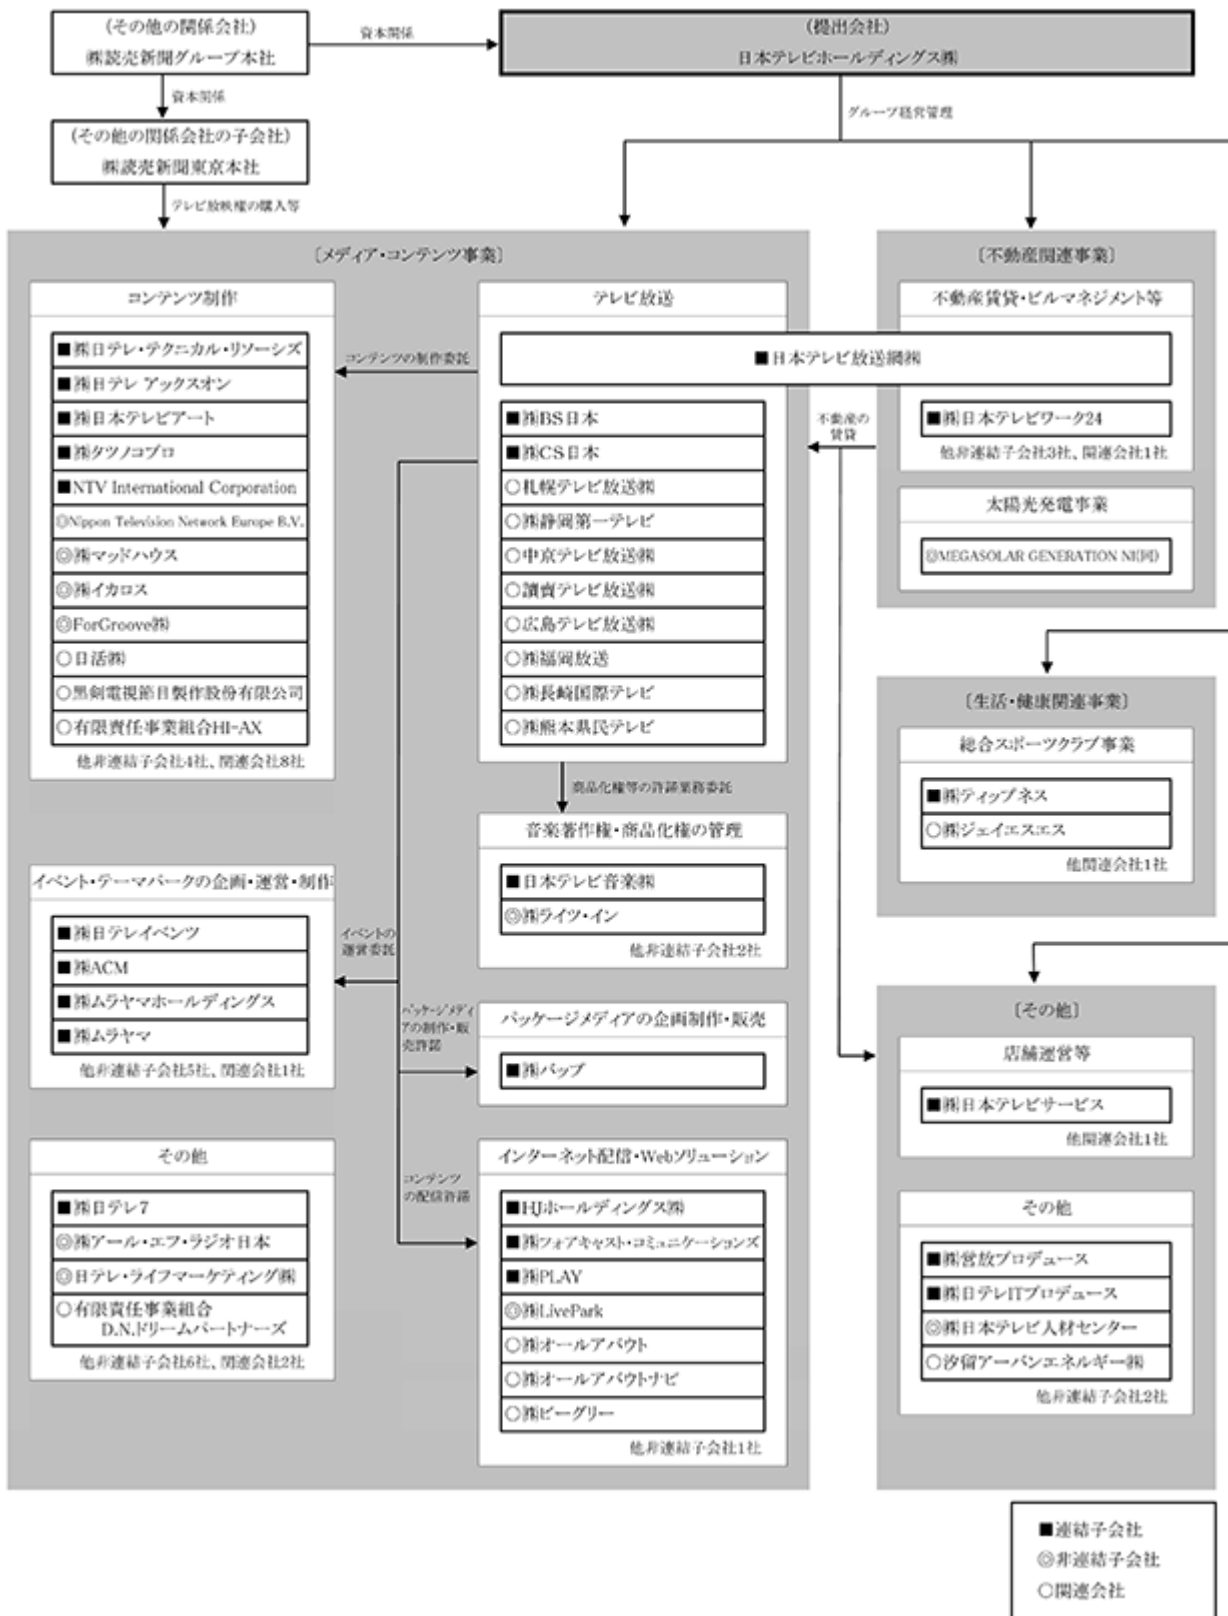 (その他の関係会社)
㈱読売新聞グループ本社
資本関係
(提出会社)
日本テレビホールディングス㈱
資本関係
グループ経営管理
(その他の関係会社の子会社)
㈱読売新聞東京本社
テレビ放映権の購入等
〔メディア・コンテンツ事業〕
コンテンツ制作
■㈱日テレ・テクニカル・リソーシズ
■㈱日テレ アックスオン
■㈱日本テレビアート
■㈱タツノコプロ
■NTV International Corporation
◎Nippon Television Network Europe B.V.
◎㈱マッドハウス
◎㈱イカロス
◎ForGroove㈱
○日活㈱
○黒剣電視節目製作股份有限公司
○有限責任事業組合HI-AX
他非連結子会社4社、関連会社8社
コンテンツの制作委託
テレビ放送
■日本テレビ放送網㈱
■㈱BS日本
■㈱CS日本
○札幌テレビ放送㈱
○㈱静岡第一テレビ
○中京テレビ放送㈱
○讀賣テレビ放送㈱
○広島テレビ放送㈱
○㈱福岡放送
○㈱長崎国際テレビ
○㈱熊本県民テレビ
商品化権等の許諾業務委託
音楽著作権・商品化権の管理
■日本テレビ音楽㈱
◎㈱ライツ・イン
他非連結子会社2社
イベント・テーマパークの企画・運営・制作
■㈱日テレイベンツ
■㈱ACM
■㈱ムラヤマホールディングス
■㈱ムラヤマ
他非連結子会社5社、関連会社1社
イベントの
運営委託
パッケージメディ
アの制作・販
売許諾
パッケージメディアの企画制作・販売
■㈱バップ
その他
■㈱日テレ7
◎㈱アール・エフ・ラジオ日本
◎日テレ・ライフマーケティング㈱
○有限責任事業組合
D.N.ドリームパートナーズ
他非連結子会社6社、関連会社2社
コンテンツ
の配信許諾
インターネット配信・Webソリューション
■HJホールディングス㈱
■㈱フォアキャスト・コミュニケーションズ
■㈱PLAY
◎㈱LivePark
○㈱オールアバウト
○㈱オールアバウトナビ
○㈱ビーグリー
他非連結子会社1社
〔不動産関連事業〕
不動産賃貸・ビルマネジメント等
■㈱日本テレビワーク24
他非連結子会社3社、関連会社1社
不動産の
賃貸
太陽光発電事業
◎MEGASOLAR GENERATION NI(同)
〔生活・健康関連事業〕
総合スポーツクラブ事業
■㈱ティップネス
○㈱ジェイエスエス
他関連会社1社
〔その他〕
店舗運営等
■㈱日本テレビサービス
他関連会社1社
その他
■㈱営放プロデュース
■㈱日テレITプロデュース
◎㈱日本テレビ人材センター
○汐留アーバンエネルギー㈱
他非連結子会社2社
■連結子会社
◎非連結子会社
○関連会社